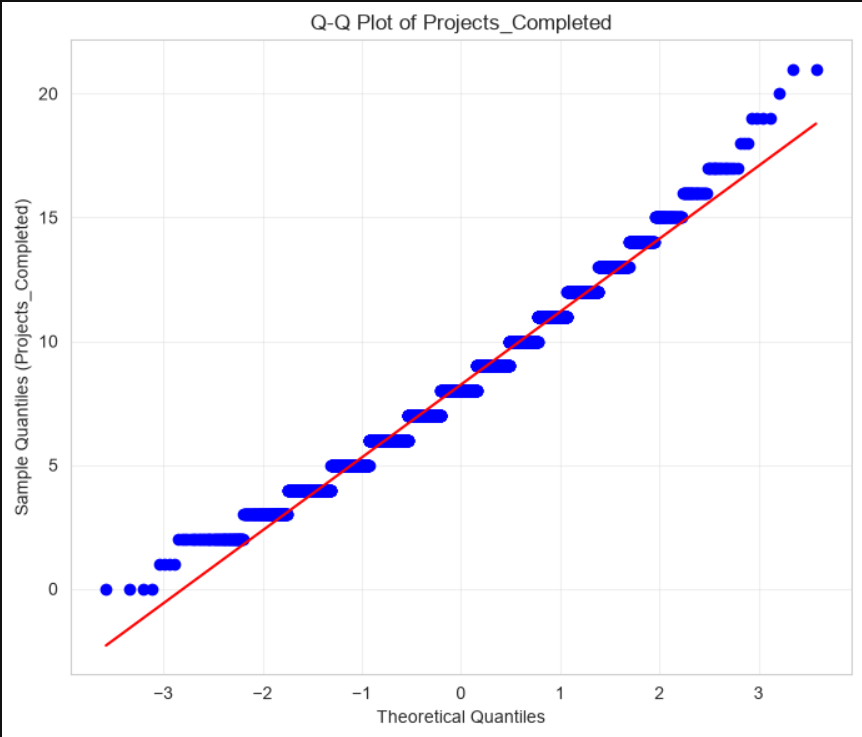 Q-Q Plot of Projects_Completed
Sample Quantiles (Projects_Completed)
20
15
10
5
0
−3 −2 −1 0 1 2 3
Theoretical Quantiles